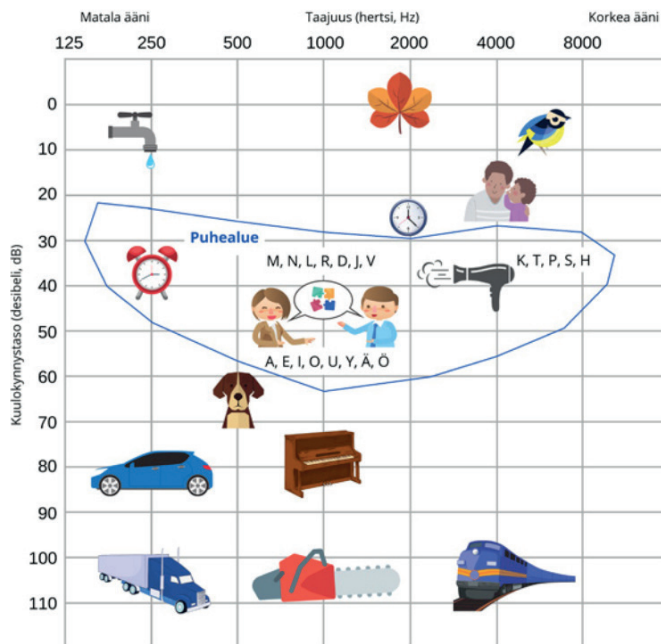 Matala ääni
Taajuus (hertsi, Hz)
Korkea ääni
125 250 500 1000 2000 4000 8000
Kuulokynnystaso (desibeli, dB)
0
10
20
30
40
50
60
70
80
90
100
110
Puhealue
M, N, L, R, D, J, V
K, T, P, S, H
A, E, I, O, U, Y, Ä, Ö